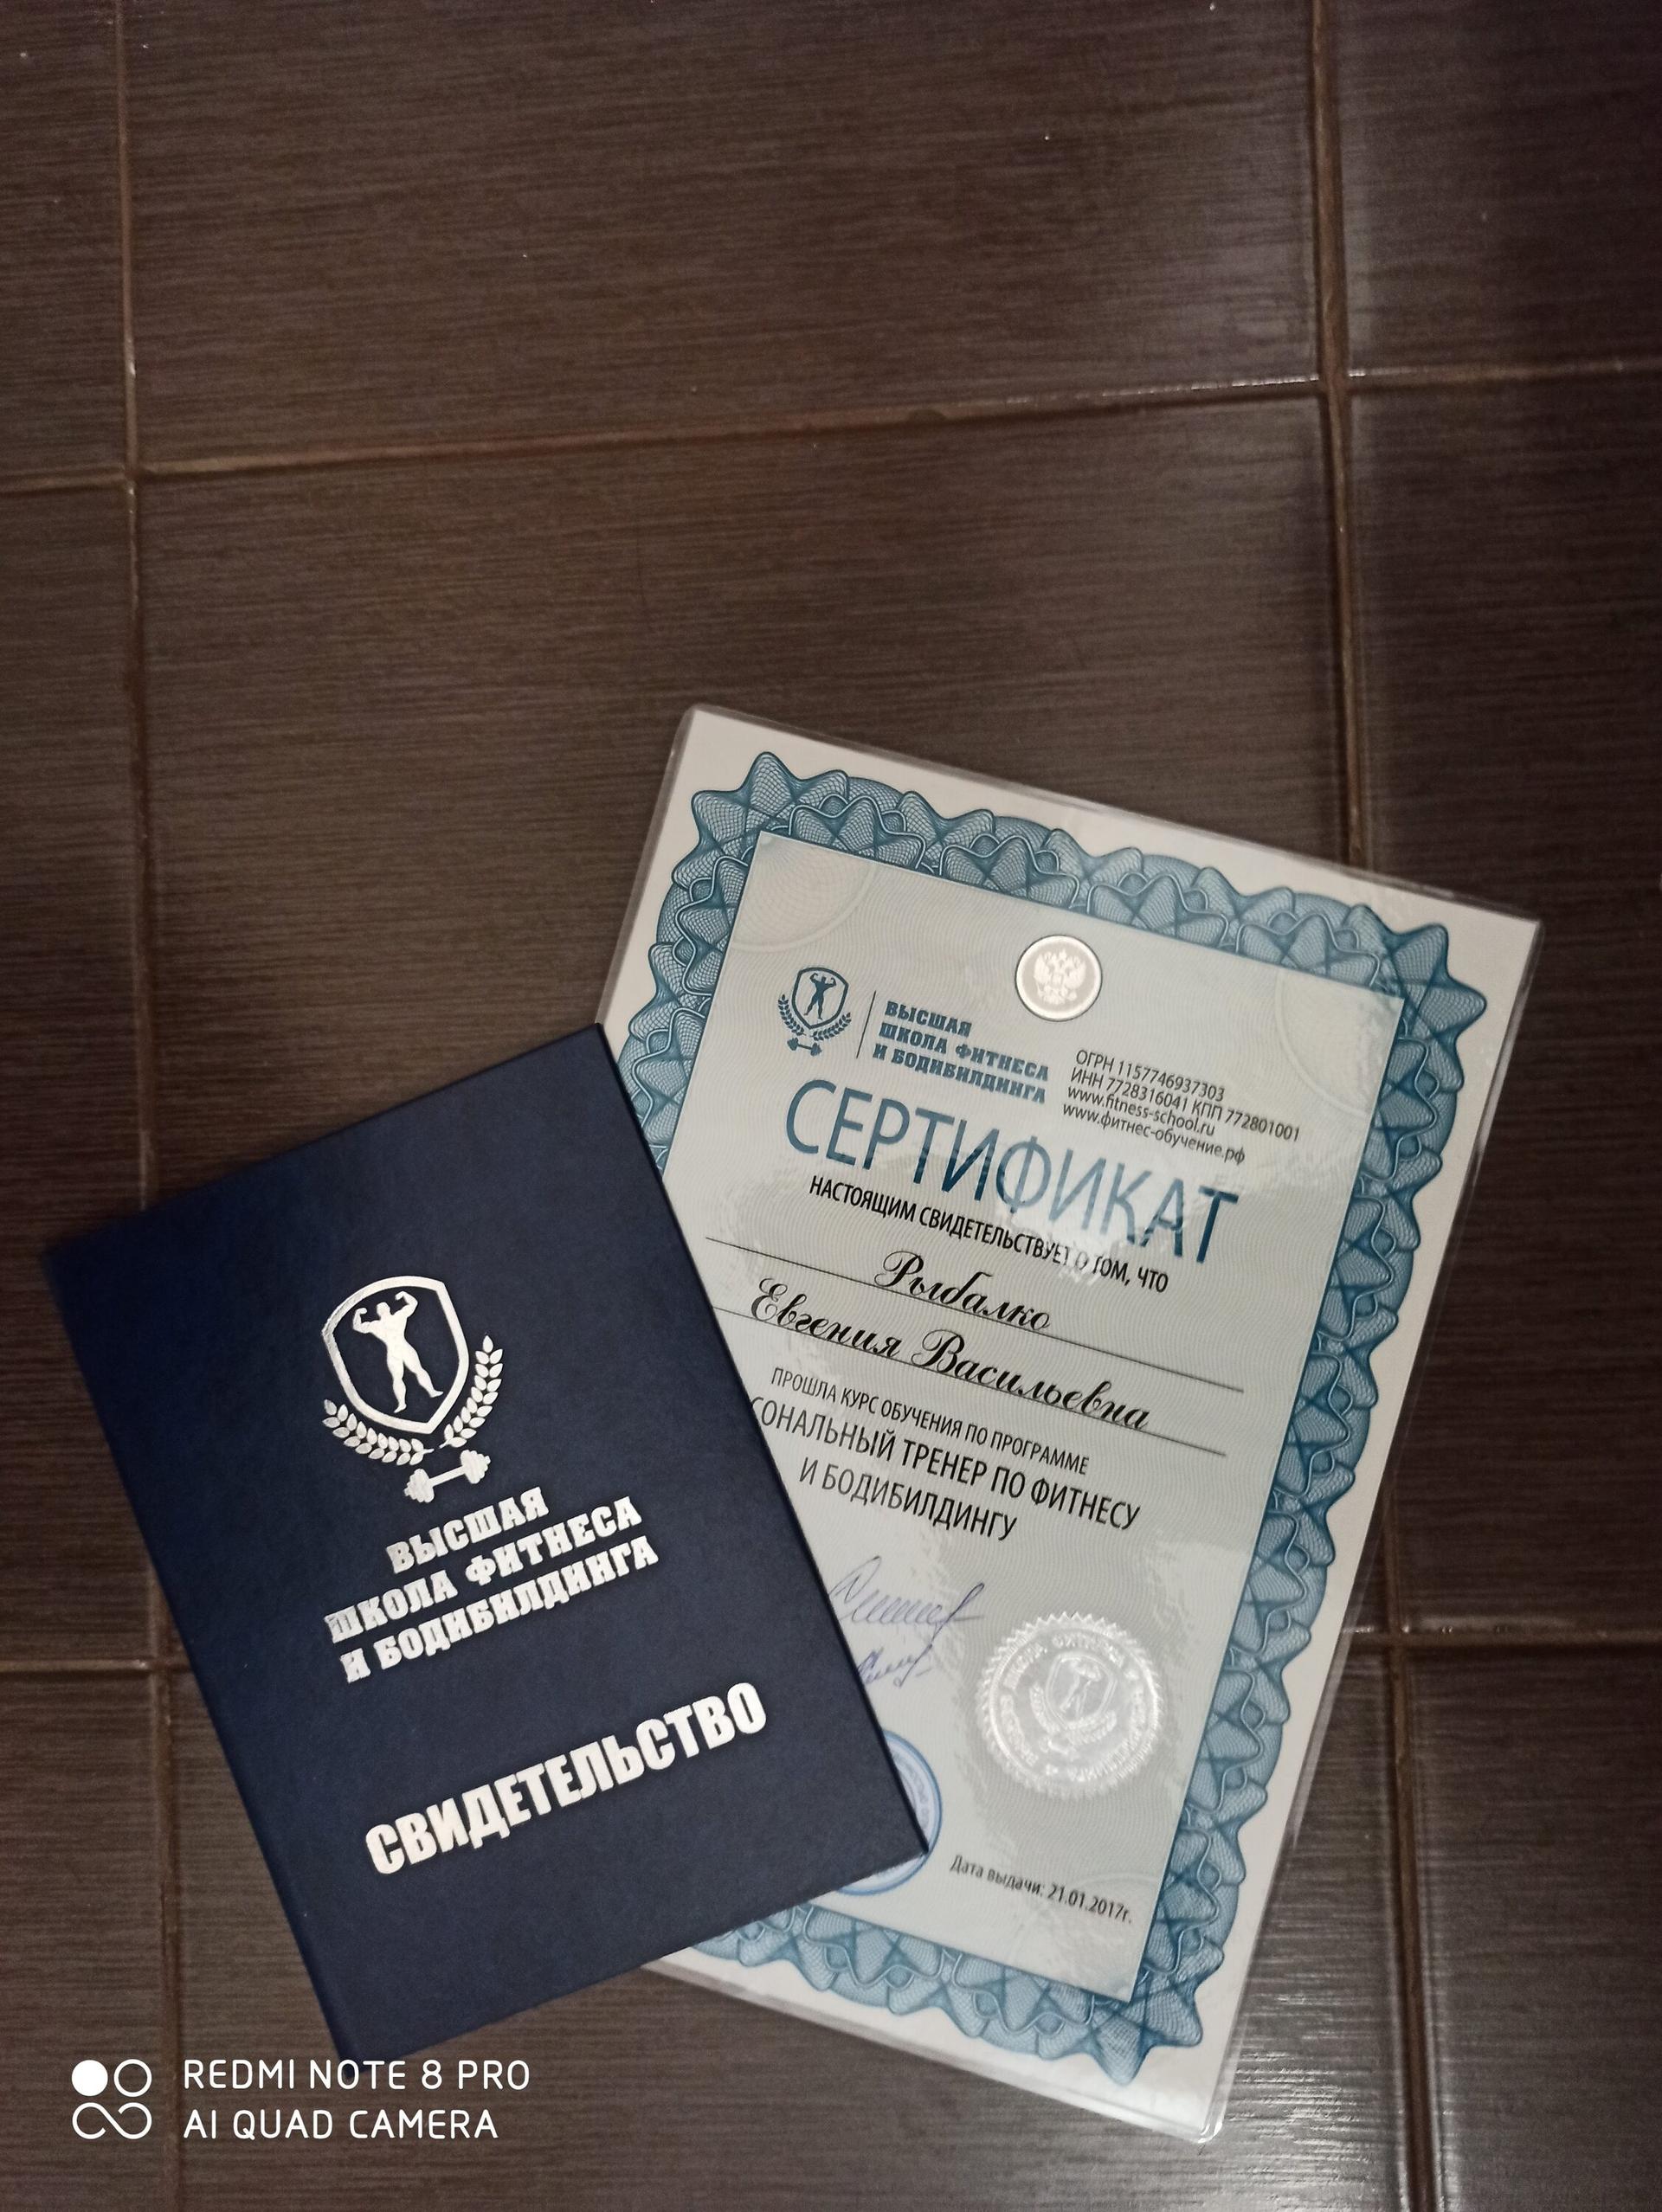 ВЫСШАЯ
ШКОЛА ФИТНЕСА
И БОДИБИЛДИНГА
ОГРН 1157746937303
ИНН 7728316041 КПП 772801001
www.fitness-school.ru
www.фитнес-обучение.рф
СЕРТИФИКАТ
НАСТОЯЩИМ СВИДЕТЕЛЬСТВУЕТ О ТОМ, ЧТО
Рыбалко
Евгения Васильевна
ПРОШЛА КУРС ОБУЧЕНИЯ ПО ПРОГРАММЕ
СОНАЛЬНЫЙ ТРЕНЕР ПО ФИТНЕСУ
И БОДИБИЛДИНГУ
Дата выдачи: 21.01.2017г.
ВЫСШАЯ
ШКОЛА ФИТНЕСА
И БОДИБИЛДИНГА
СВИДЕТЕЛЬСТВО
REDMI NOTE 8 PRO
AI QUAD CAMERA